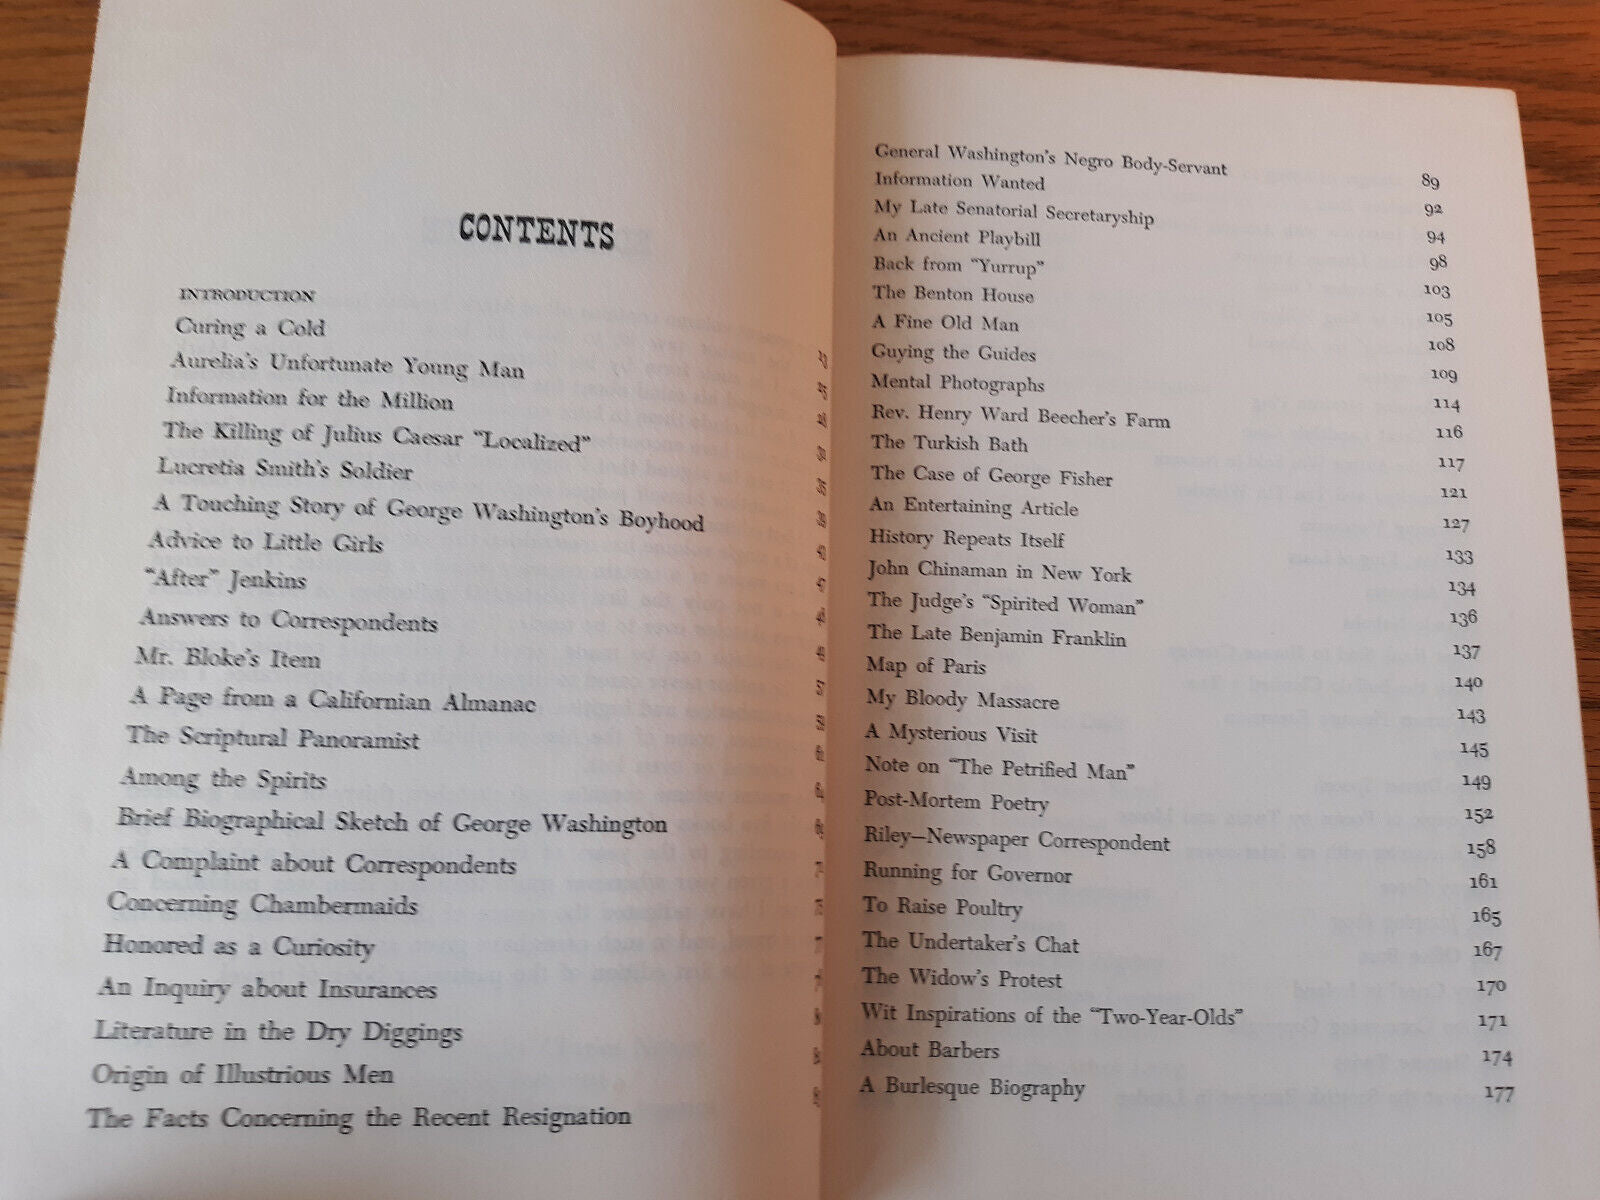 CONTENTS
INTRODUCTION
Curing a Cold
Aurelia's Unfortunate Young Man
Information for the Million
The Killing of Julius Caesar "Localized"
Lucretia Smith's Soldier
A Touching Story of George Washington's Boyhood
Advice to Little Girls
"After" Jenkins
Answers to Correspondents
Mr. Bloke's Item
A Page from a Californian Almanac
The Scriptural Panoramist
Among the Spirits
Brief Biographical Sketch of George Washington
A Complaint about Correspondents
Concerning Chambermaids
Honored as a Curiosity
An Inquiry about Insurances
Literature in the Dry Diggings
Origin of Illustrious Men
The Facts Concerning the Recent Resignation
General Washington's Negro Body-Servant 89
Information Wanted 92
My Late Senatorial Secretaryship 94
An Ancient Playbill 98
Back from "Yurrup" 103
The Benton House 105
A Fine Old Man 108
Guying the Guides 109
Mental Photographs 114
Rev. Henry Ward Beecher's Farm 116
The Turkish Bath 117
The Case of George Fisher 121
An Entertaining Article 127
History Repeats Itself 133
John Chinaman in New York 134
The Judge's "Spirited Woman" 136
The Late Benjamin Franklin 137
Map of Paris 140
My Bloody Massacre 143
A Mysterious Visit 145
Note on "The Petrified Man" 149
Post-Mortem Poetry 152
Riley—Newspaper Correspondent 158
Running for Governor 161
To Raise Poultry 165
The Undertaker's Chat 167
The Widow's Protest 170
Wit Inspirations of the "Two-Year-Olds" 171
About Barbers 174
A Burlesque Biography 177